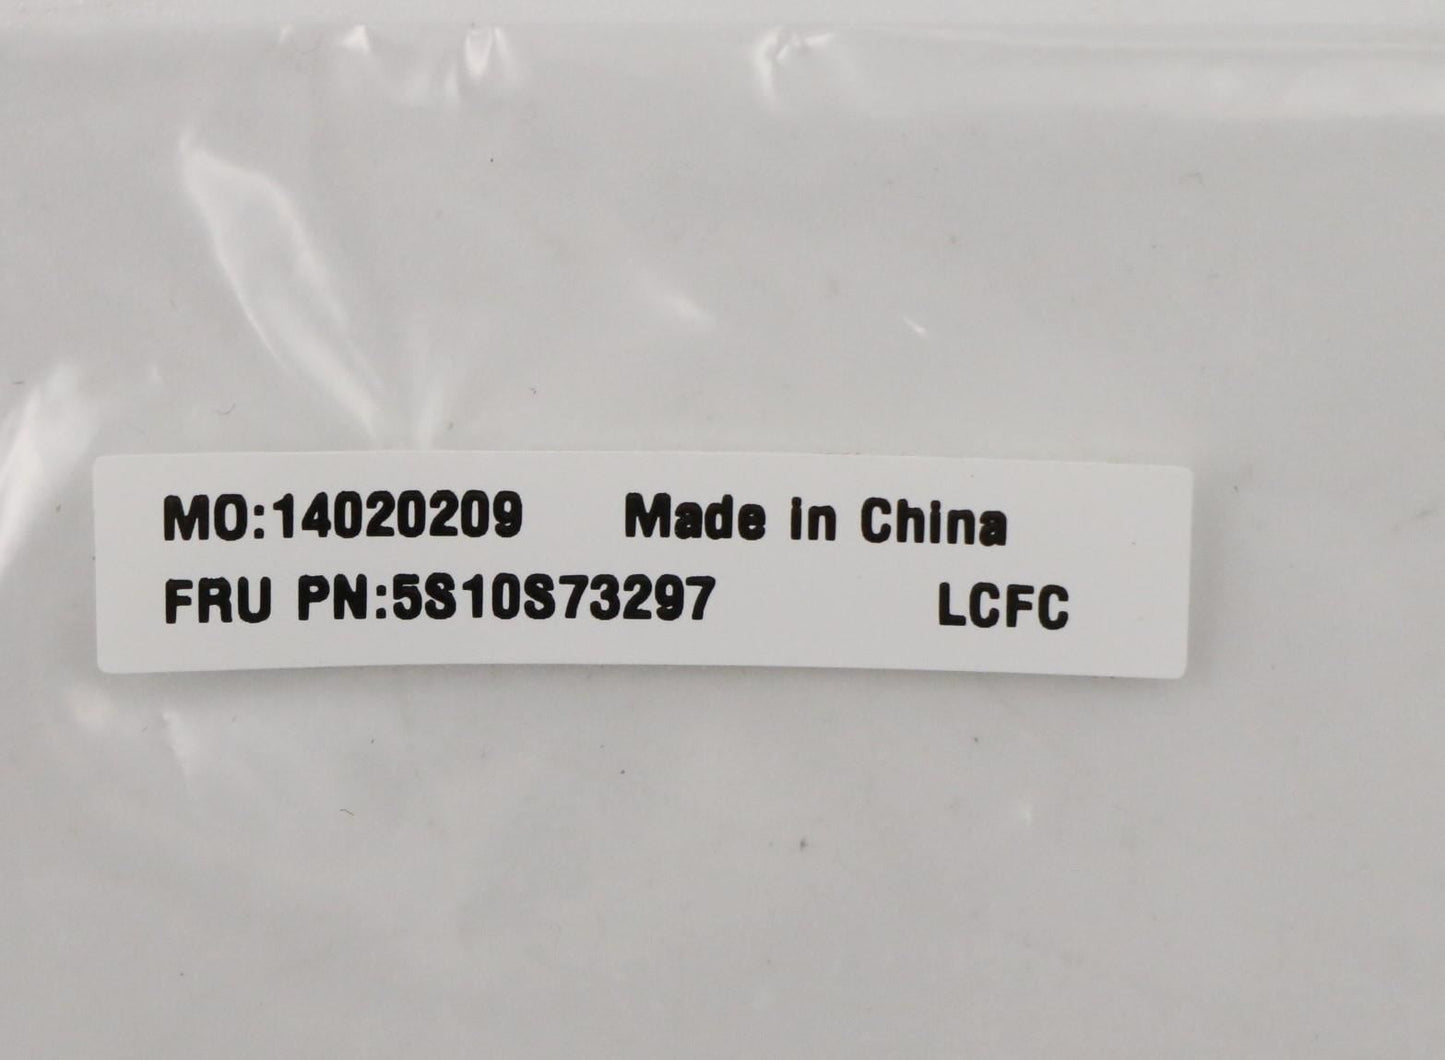 MO:14020209 Made in China
FRU PN:5S10S73297 LCFC